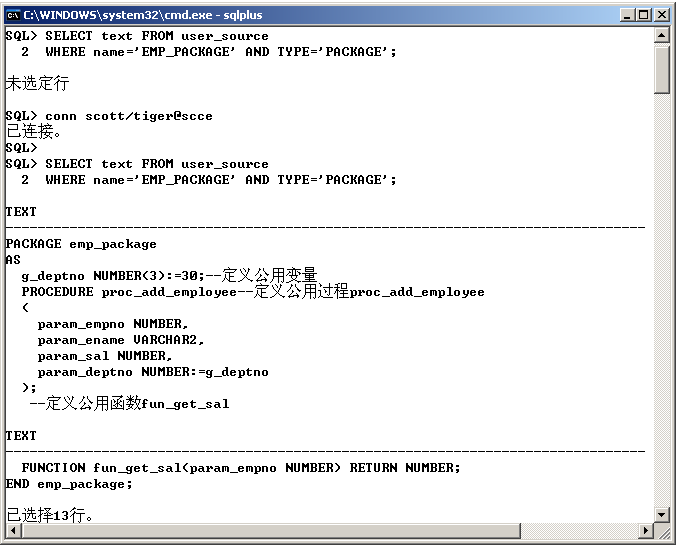 C:\WINDOWS\system32\cmd.exe - sqlplus
SQL> SELECT text FROM user_source
  2  WHERE name='EMP_PACKAGE' AND TYPE='PACKAGE';
未选定行
SQL> conn scott/tiger@scce
已连接。
SQL>
SQL> SELECT text FROM user_source
  2  WHERE name='EMP_PACKAGE' AND TYPE='PACKAGE';
TEXT
--------------------------------------------------------------------------------
PACKAGE emp_package
AS
  g_deptno NUMBER(3):=30;--定义公用变量
  PROCEDURE proc_add_employee--定义公用过程proc_add_employee
  (
    param_empno NUMBER,
    param_ename VARCHAR2,
    param_sal NUMBER,
    param_deptno NUMBER:=g_deptno
  );
   --定义公用函数fun_get_sal
TEXT
--------------------------------------------------------------------------------
  FUNCTION fun_get_sal(param_empno NUMBER) RETURN NUMBER;
END emp_package;
已选择13行。